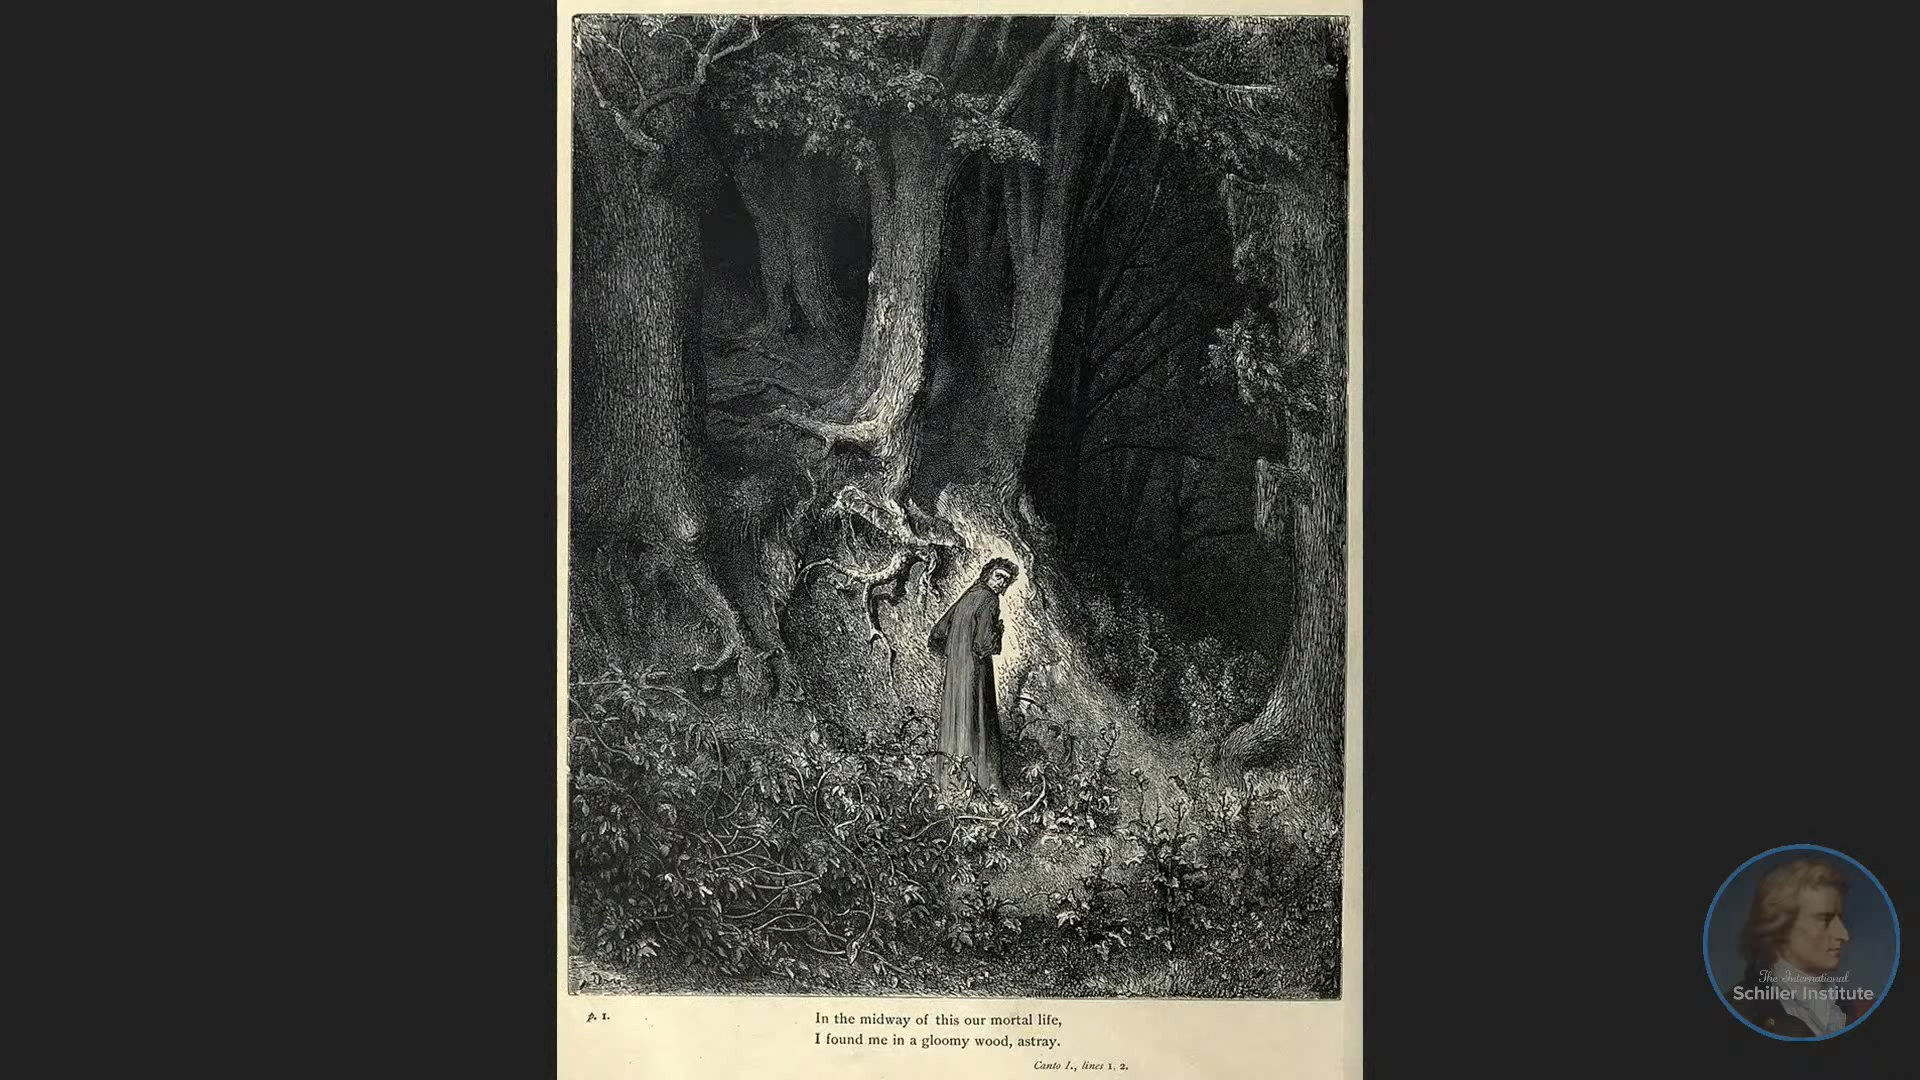 p. 1.
In the midway of this our mortal life,
I found me in a gloomy wood, astray.
Canto I., lines 1, 2.
The International
Schiller Institute